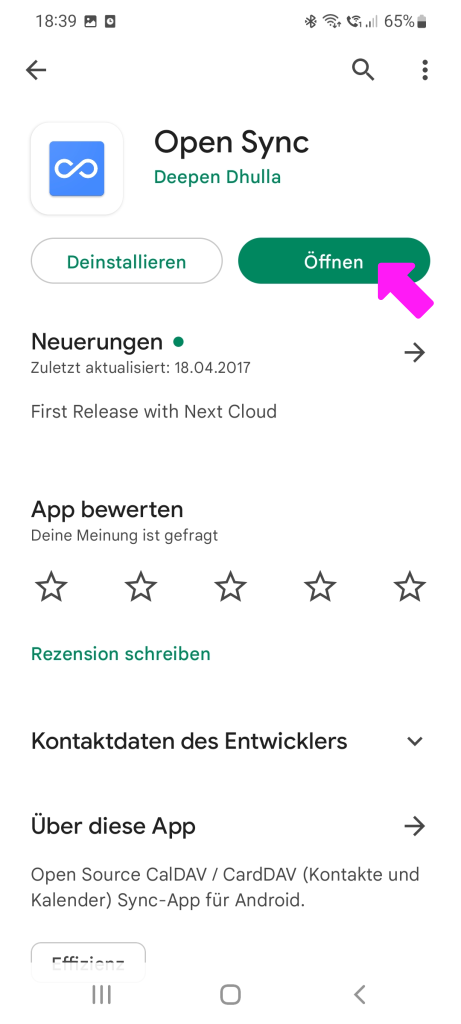 18:39
65%
Open Sync
Deepen Dhulla
Deinstallieren
Öffnen
Neuerungen
Zuletzt aktualisiert: 18.04.2017
First Release with Next Cloud
App bewerten
Deine Meinung ist gefragt
Rezension schreiben
Kontaktdaten des Entwicklers
Über diese App
Open Source CalDAV / CardDAV (Kontakte und
Kalender) Sync-App für Android.
Effizienz